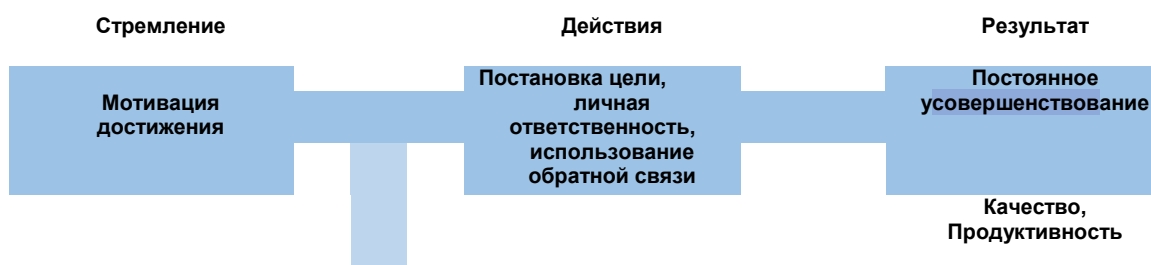 Стремление
Действия
Результат
Мотивация
достижения
Постановка цели,
личная
ответственность,
использование
обратной связи
Постоянное
усовершенствование
Качество,
Продуктивность